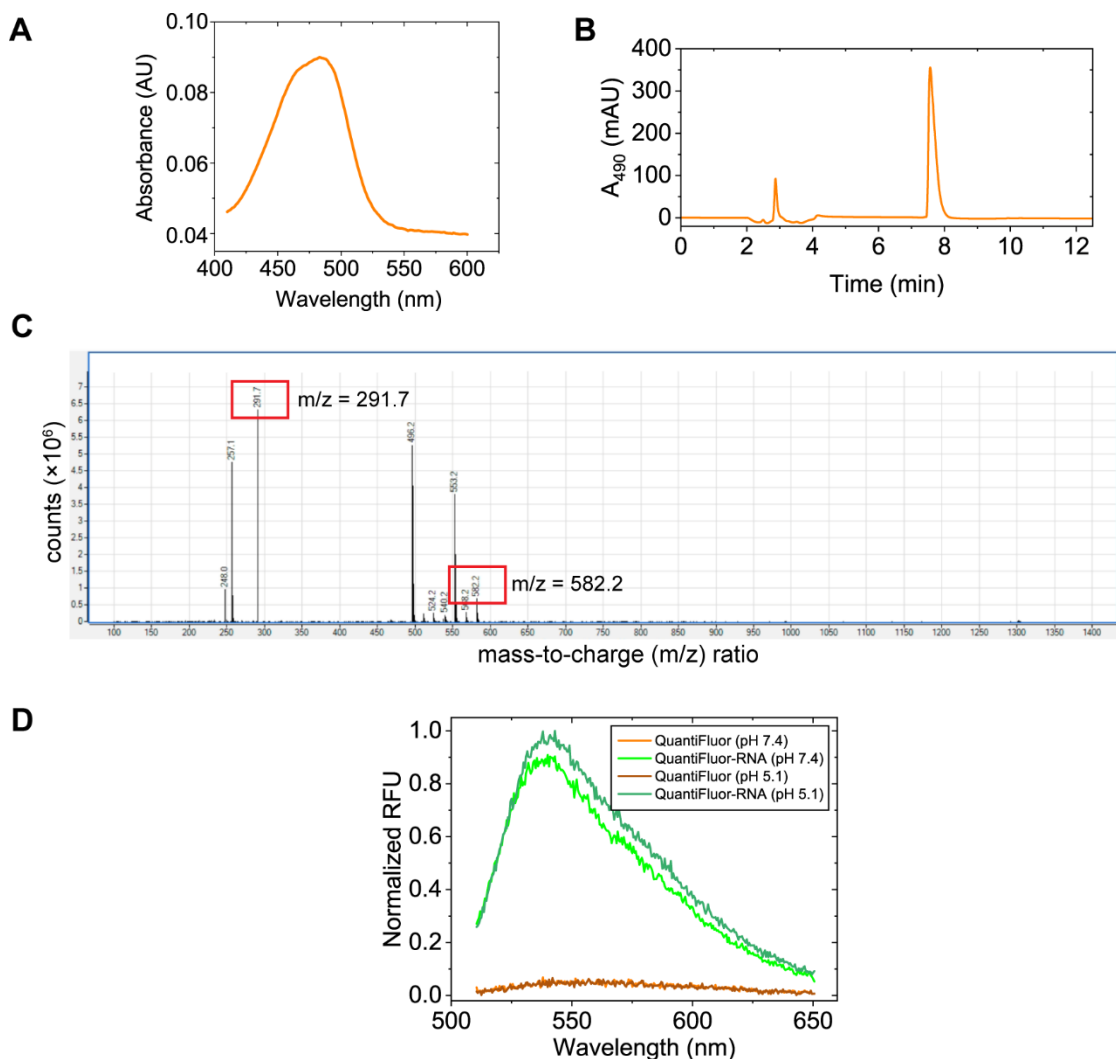 A
0.10
0.08
0.06
0.04
Absorbance (AU)
400 450 500 550 600
Wavelength (nm)
B
400
300
200
100
0
A490 (mAU)
0 2 4 6 8 10 12
Time (min)
C
7
6.5
6
5.5
5
4.5
4
3.5
3
2.5
2
1.5
1
0.5
0
counts (×10⁶)
248.0
257.1
291.7
m/z = 291.7
496.2
524.2
540.2
553.2
568.2
582.2
m/z = 582.2
100 150 200 250 300 350 400 450 500 550 600 650 700 750 800 850 900 950 1000 1050 1100 1150 1200 1250 1300 1350 1400
mass-to-charge (m/z) ratio
D
1.0
0.8
0.6
0.4
0.2
0.0
Normalized RFU
QuantiFluor (pH 7.4)
QuantiFluor-RNA (pH 7.4)
QuantiFluor (pH 5.1)
QuantiFluor-RNA (pH 5.1)
500 550 600 650
Wavelength (nm)